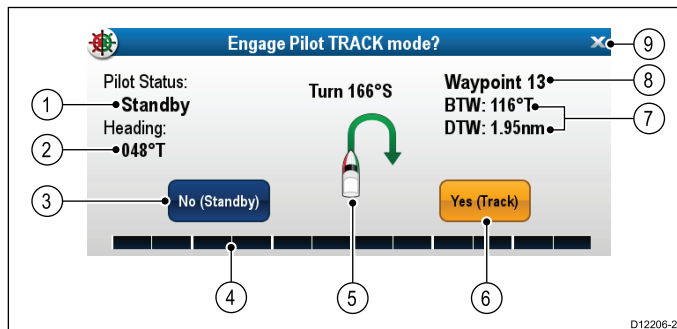 Engage Pilot TRACK mode?
X
9
Pilot Status:
Standby
1
Heading:
048°T
2
Turn 166°S
Waypoint 13
8
BTW: 116°T
DTW: 1.95nm
7
3
No (Standby)
Yes (Track)
4
5
6
D12206-2